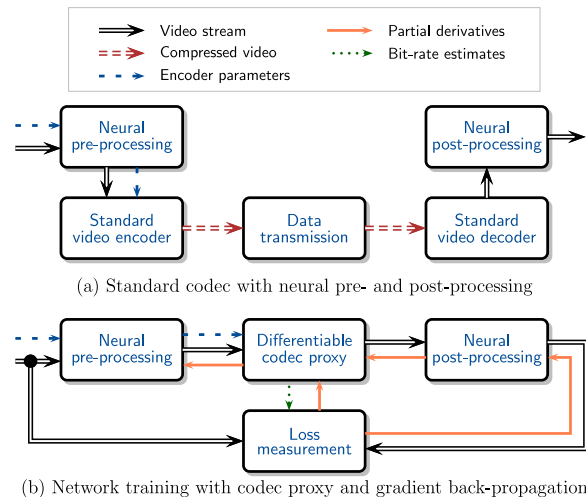 Video stream
Compressed video
Encoder parameters
Partial derivatives
Bit-rate estimates
Neural
pre-processing
Neural
post-processing
Standard
video encoder
Data
transmission
Standard
video decoder
(a) Standard codec with neural pre- and post-processing
Neural
pre-processing
Differentiable
codec proxy
Neural
post-processing
Loss
measurement
(b) Network training with codec proxy and gradient back-propagation